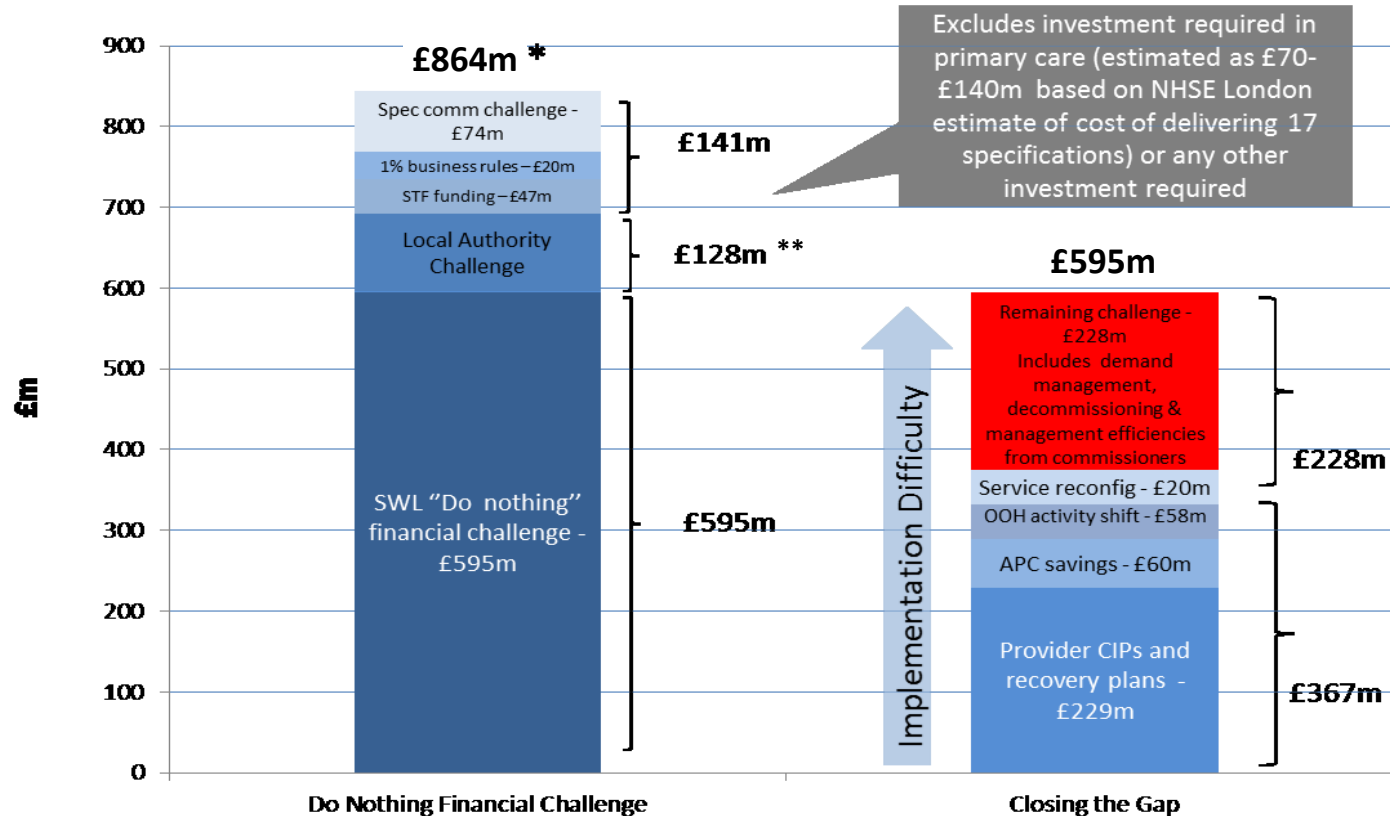 £864m *
Excludes investment required in
primary care (estimated as £70-
£140m based on NHSE London
estimate of cost of delivering 17
specifications) or any other
investment required
£m
900
800
700
600
500
400
300
200
100
0
Spec comm challenge -
£74m
1% business rules – £20m
STF funding – £47m
Local Authority
Challenge
SWL "Do nothing"
financial challenge -
£595m
£141m
£128m **
£595m
Implementation Difficulty
£595m
Remaining challenge -
£228m
Includes demand
management,
decommissioning &
management efficiencies
from commissioners
Service reconfig - £20m
OOH activity shift - £58m
APC savings - £60m
Provider CIPs and
recovery plans -
£229m
£228m
£367m
Do Nothing Financial Challenge
Closing the Gap